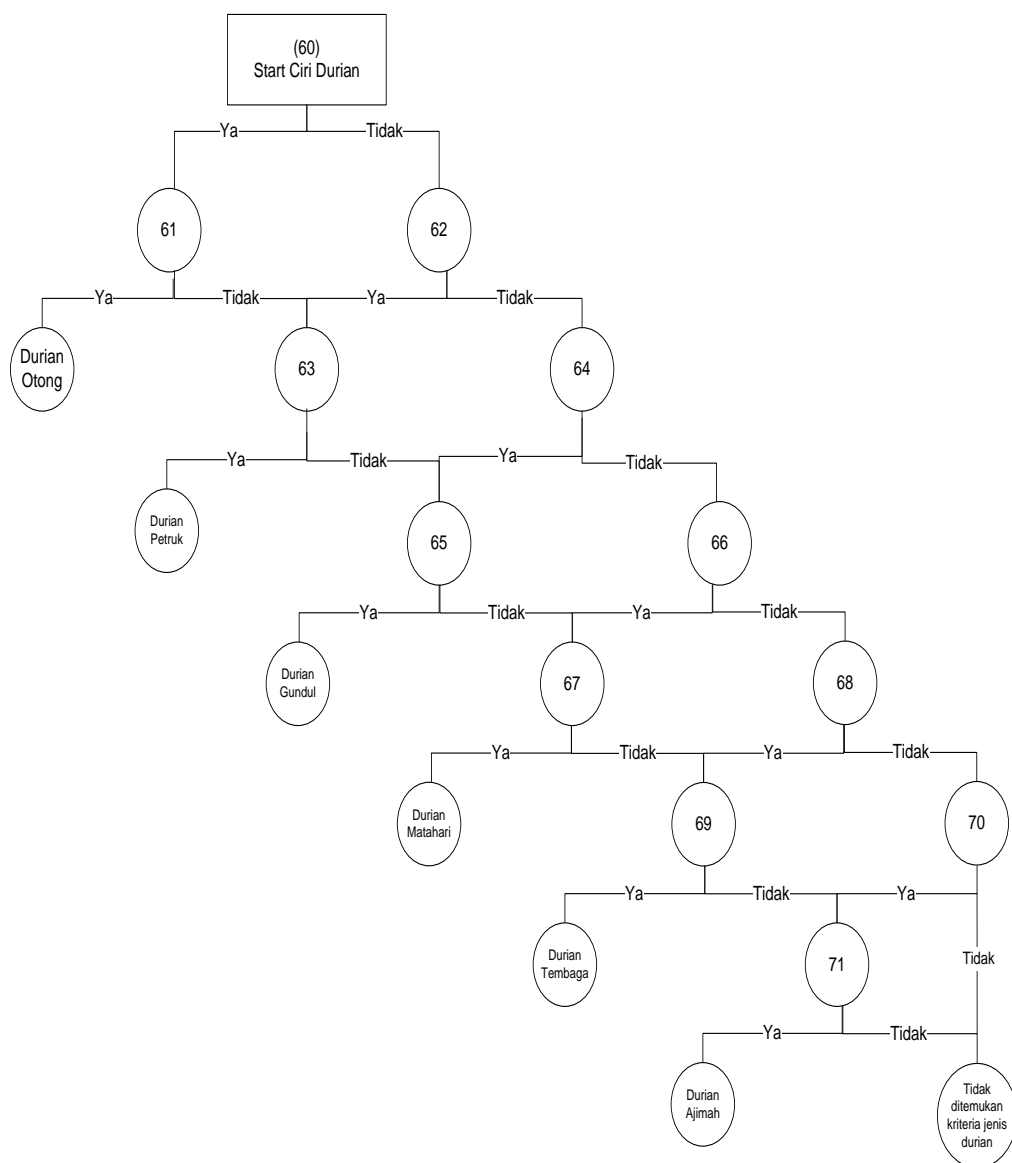 (60)
Start Ciri Durian
Ya
Tidak
61
62
Ya
Tidak
Ya
Tidak
Durian
Otong
63
64
Ya
Tidak
Ya
Tidak
Durian
Petruk
65
66
Ya
Tidak
Ya
Tidak
Durian
Gundul
67
68
Ya
Tidak
Ya
Tidak
Durian
Matahari
69
70
Ya
Tidak
Ya
Durian
Tembaga
71
Tidak
Ya
Tidak
Durian
Ajimah
Tidak
ditemukan
kriteria jenis
durian